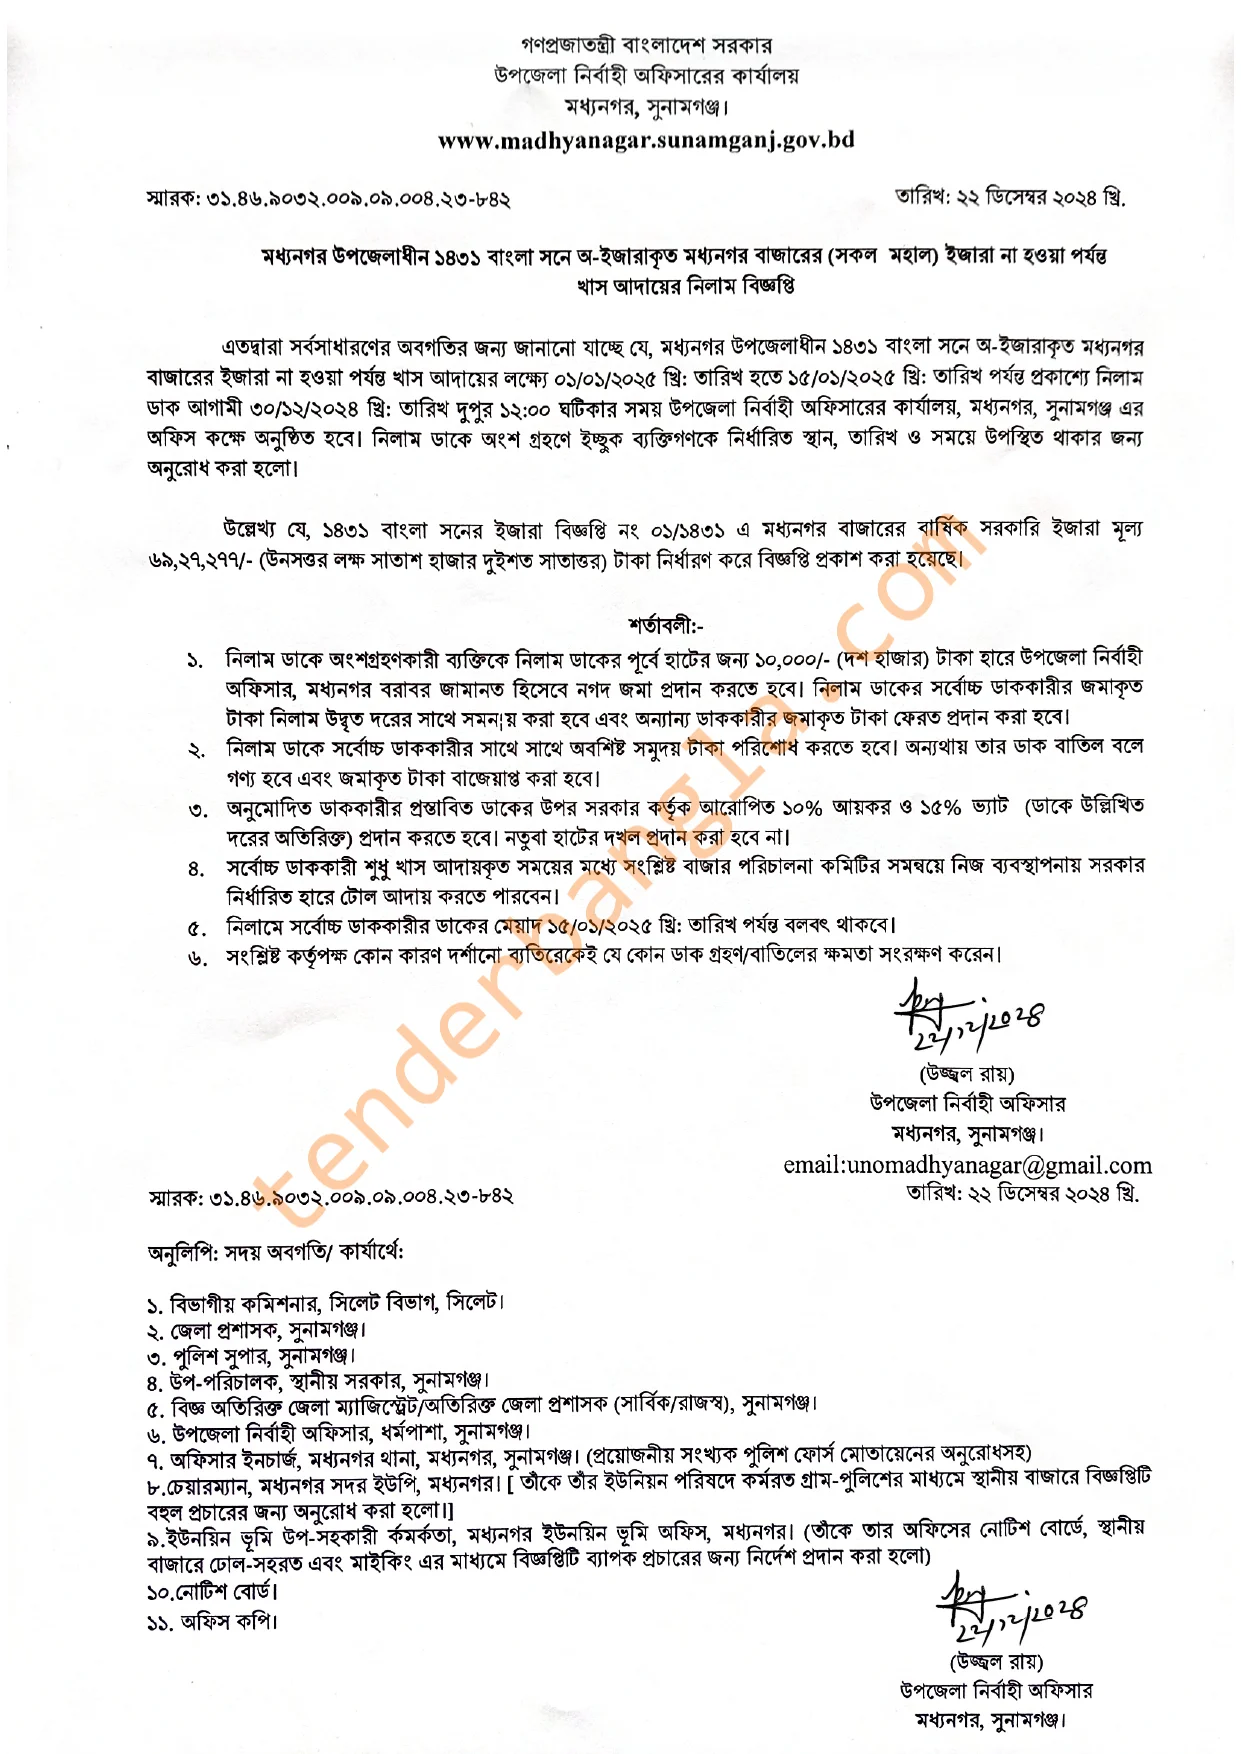 গণপ্রজাতন্ত্রী বাংলাদেশ সরকার
উপজেলা নির্বাহী অফিসারের কার্যালয়
মধ্যনগর, সুনামগঞ্জ।
www.madhyanagar.sunamganj.gov.bd
স্মারক: ৩১.৪৬.৯০৩২.০০৯.০৯.০০৪.২৩-৮৪২ তারিখ: ২২ ডিসেম্বর ২০২৪ খ্রি.
মধ্যনগর উপজেলাধীন ১৪৩১ বাংলা সনে অ-ইজারাকৃত মধ্যনগর বাজারের (সকল মহাল) ইজারা না হওয়া পর্যন্ত
খাস আদায়ের নিলাম বিজ্ঞপ্তি
এতদ্বারা সর্বসাধারণের অবগতির জন্য জানানো যাচ্ছে যে, মধ্যনগর উপজেলাধীন ১৪৩১ বাংলা সনে অ-ইজারাকৃত মধ্যনগর
বাজারের ইজারা না হওয়া পর্যন্ত খাস আদায়ের লক্ষ্যে ০১/০১/২০২৫ খ্রি: তারিখ হতে ১৫/০১/২০২৫ খ্রি: তারিখ পর্যন্ত প্রকাশ্যে নিলাম
ডাক আগামী ৩০/১২/২০২৪ খ্রি: তারিখ দুপুর ১২:০০ ঘটিকার সময় উপজেলা নির্বাহী অফিসারের কার্যালয়, মধ্যনগর, সুনামগঞ্জ এর
অফিস কক্ষে অনুষ্ঠিত হবে। নিলাম ডাকে অংশ গ্রহণে ইচ্ছুক ব্যক্তিগণকে নির্ধারিত স্থান, তারিখ ও সময়ে উপস্থিত থাকার জন্য
অনুরোধ করা হলো।
উল্লেখ্য যে, ১৪৩১ বাংলা সনের ইজারা বিজ্ঞপ্তি নং ০১/১৪৩১ এ মধ্যনগর বাজারের বার্ষিক সরকারি ইজারা মূল্য
৬৯,২৭,২৭৭/- (উনসত্তর লক্ষ সাতাশ হাজার দুইশত সাতাত্তর) টাকা নির্ধারণ করে বিজ্ঞপ্তি প্রকাশ করা হয়েছে।
শর্তাবলী:-
১. নিলাম ডাকে অংশগ্রহণকারী ব্যক্তিকে নিলাম ডাকের পূর্বে হাটের জন্য ১০,০০০/- (দশ হাজার) টাকা হারে উপজেলা নির্বাহী
অফিসার, মধ্যনগর বরাবর জামানত হিসেবে নগদ জমা প্রদান করতে হবে। নিলাম ডাকের সর্বোচ্চ ডাককারীর জমাকৃত
টাকা নিলাম উদ্বৃত দরের সাথে সমন¦য় করা হবে এবং অন্যান্য ডাককারীর জমাকৃত টাকা ফেরত প্রদান করা হবে।
২. নিলাম ডাকে সর্বোচ্চ ডাককারীর সাথে সাথে অবশিষ্ট সমুদয় টাকা পরিশোধ করতে হবে। অন্যথায় তার ডাক বাতিল বলে
গণ্য হবে এবং জমাকৃত টাকা বাজেয়াপ্ত করা হবে।
৩. অনুমোদিত ডাককারীর প্রস্তাবিত ডাকের উপর সরকার কর্তৃক আরোপিত ১০% আয়কর ও ১৫% ভ্যাট (ডাকে উল্লিখিত
দরের অতিরিক্ত) প্রদান করতে হবে। নতুবা হাটের দখল প্রদান করা হবে না।
৪. সর্বোচ্চ ডাককারী শুধু খাস আদায়কৃত সময়ের মধ্যে সংশ্লিষ্ট বাজার পরিচালনা কমিটির সমন্বয়ে নিজ ব্যবস্থাপনায় সরকার
নির্ধারিত হারে টোল আদায় করতে পারবেন।
৫. নিলামে সর্বোচ্চ ডাককারীর ডাকের মেয়াদ ১৫/০১/২০২৫ খ্রি: তারিখ পর্যন্ত বলবৎ থাকবে।
৬. সংশ্লিষ্ট কর্তৃপক্ষ কোন কারণ দর্শানো ব্যতিরেকেই যে কোন ডাক গ্রহণ/বাতিলের ক্ষমতা সংরক্ষণ করেন।
tenderbangla.com
২২/১২/২০২৪
(উজ্জ্বল রায়)
উপজেলা নির্বাহী অফিসার
মধ্যনগর, সুনামগঞ্জ।
email:unomadhyanagar@gmail.com
স্মারক: ৩১.৪৬.৯০৩২.০০৯.০৯.০০৪.২৩-৮৪২ তারিখ: ২২ ডিসেম্বর ২০২৪ খ্রি.
অনুলিপি: সদয় অবগতি/ কার্যার্থে:
১. বিভাগীয় কমিশনার, সিলেট বিভাগ, সিলেট।
২. জেলা প্রশাসক, সুনামগঞ্জ।
৩. পুলিশ সুপার, সুনামগঞ্জ।
৪. উপ-পরিচালক, স্থানীয় সরকার, সুনামগঞ্জ।
৫. বিজ্ঞ অতিরিক্ত জেলা ম্যাজিস্ট্রেট/অতিরিক্ত জেলা প্রশাসক (সার্বিক/রাজস্ব), সুনামগঞ্জ।
৬. উপজেলা নির্বাহী অফিসার, ধর্মপাশা, সুনামগঞ্জ।
৭. অফিসার ইনচার্জ, মধ্যনগর থানা, মধ্যনগর, সুনামগঞ্জ। (প্রয়োজনীয় সংখ্যক পুলিশ ফোর্স মোতায়েনের অনুরোধসহ)
৮.চেয়ারম্যান, মধ্যনগর সদর ইউপি, মধ্যনগর। [ তাঁকে তাঁর ইউনিয়ন পরিষদে কর্মরত গ্রাম-পুলিশের মাধ্যমে স্থানীয় বাজারে বিজ্ঞপ্তিটি
বহুল প্রচারের জন্য অনুরোধ করা হলো।]
৯.ইউনয়িন ভূমি উপ-সহকারী র্কমর্কতা, মধ্যনগর ইউনয়িন ভূমি অফিস, মধ্যনগর। (তাঁকে তার অফিসের নোটিশ বোর্ডে, স্থানীয়
বাজারে ঢোল-সহরত এবং মাইকিং এর মাধ্যমে বিজ্ঞপ্তিটি ব্যাপক প্রচারের জন্য নির্দেশ প্রদান করা হলো)
১০.নোটিশ বোর্ড।
১১. অফিস কপি।
২২/১২/২০২৪
(উজ্জ্বল রায়)
উপজেলা নির্বাহী অফিসার
মধ্যনগর, সুনামগঞ্জ।